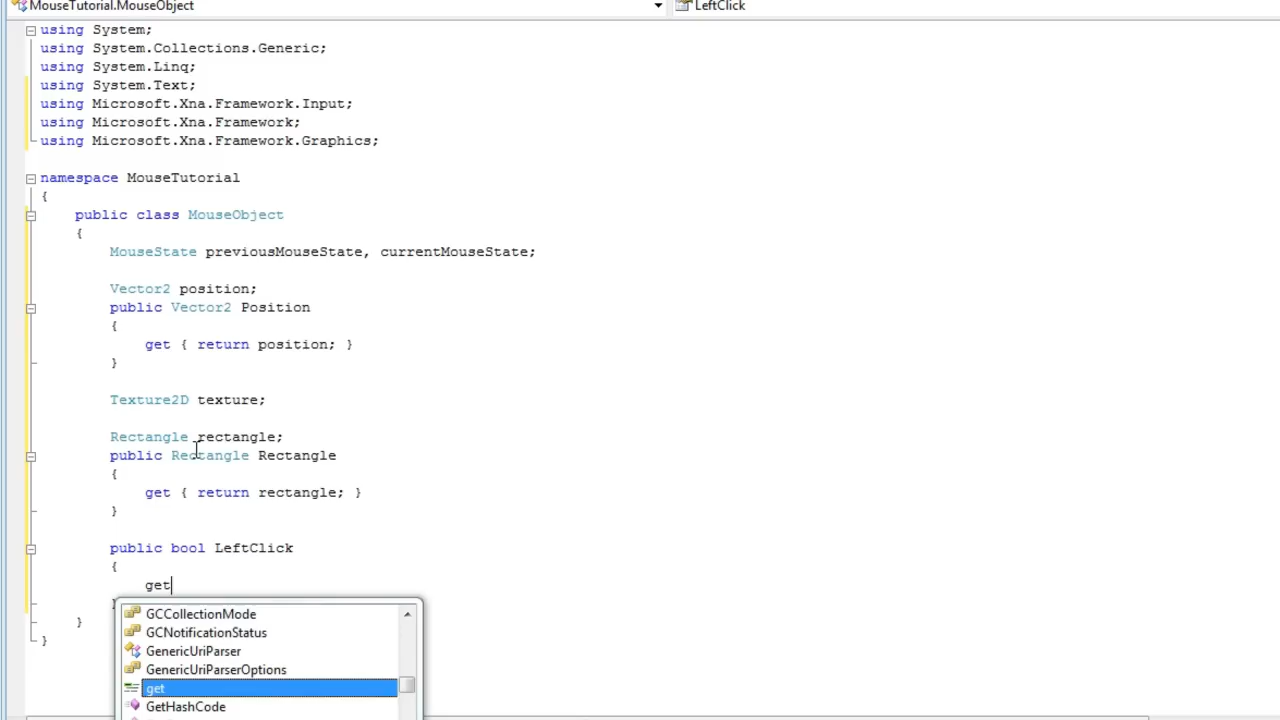 MouseTutorial.MouseObject LeftClick
using System;
using System.Collections.Generic;
using System.Linq;
using System.Text;
using Microsoft.Xna.Framework.Input;
using Microsoft.Xna.Framework;
using Microsoft.Xna.Framework.Graphics;
namespace MouseTutorial
{
public class MouseObject
{
MouseState previousMouseState, currentMouseState;
Vector2 position;
public Vector2 Position
{
get { return position; }
}
Texture2D texture;
Rectangle rectangle;
public Rectangle Rectangle
{
get { return rectangle; }
}
public bool LeftClick
{
get
GCCollectionMode
GCNotificationStatus
}
GenericUriParser
}
GenericUriParserOptions
get
GetHashCode